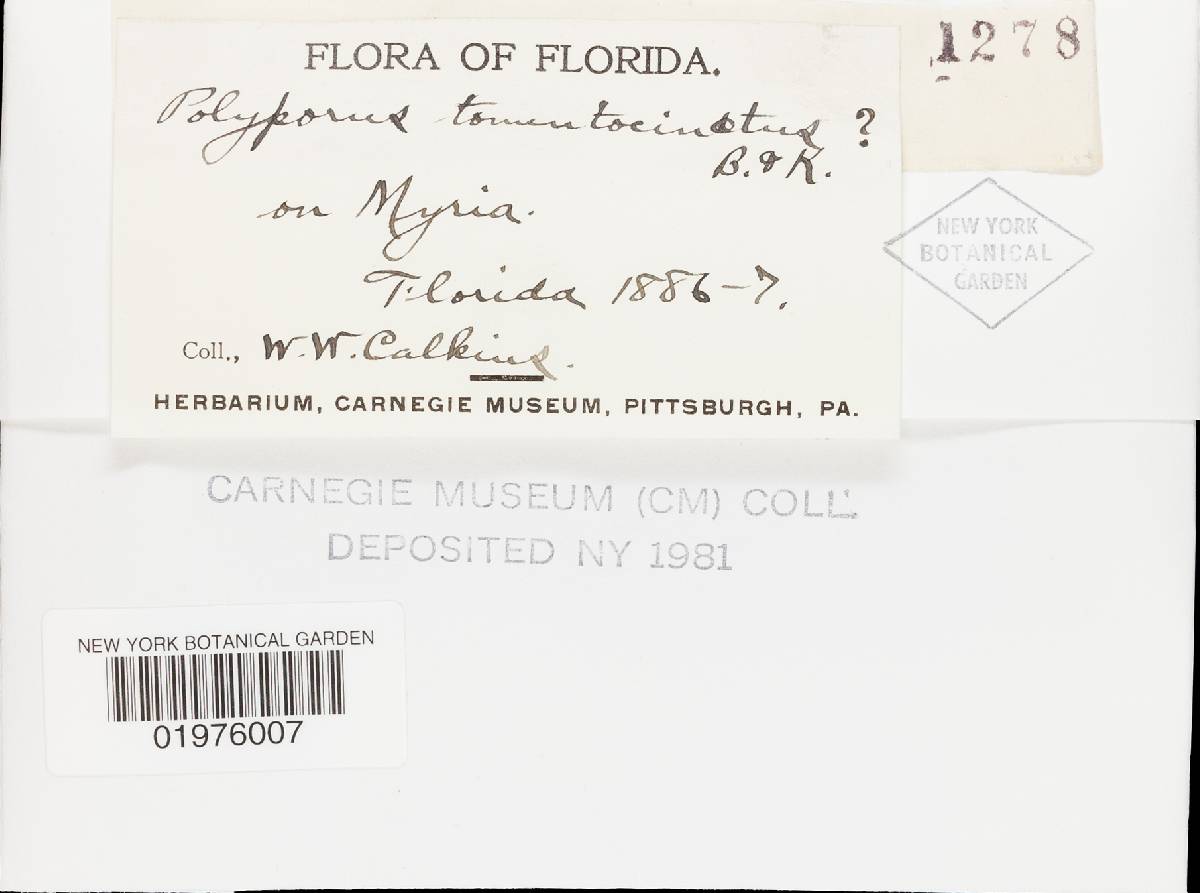 FLORA OF FLORIDA.
1278
Polyporus tomentocinctus ?
B. & K.
on Myria.
Florida 1886-7.
Coll., W. W. Calkins.
HERBARIUM, CARNEGIE MUSEUM, PITTSBURGH, PA.
NEW YORK
BOTANICAL
GARDEN
CARNEGIE MUSEUM (CM) COLL.
DEPOSITED NY 1981
NEW YORK BOTANICAL GARDEN
01976007